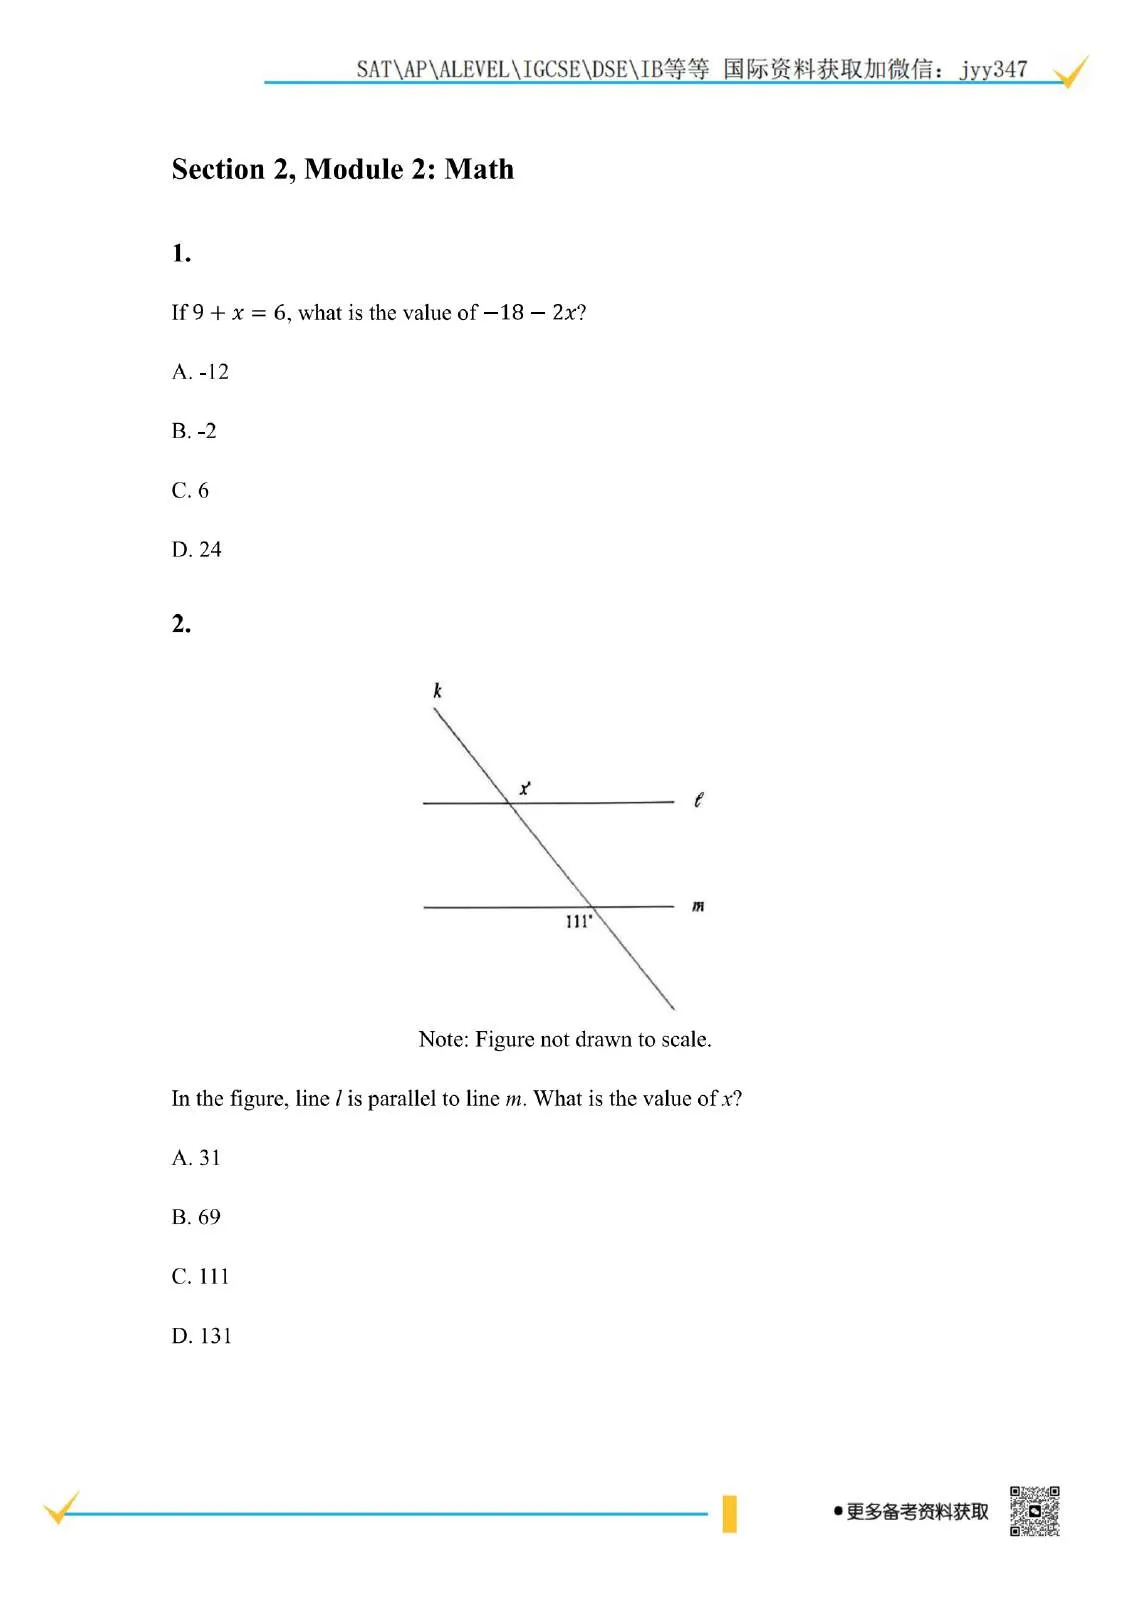 SAT\AP\ALEVEL\IGCSE\DSE\IB等等 国际资料获取加微信：jyy347
Section 2, Module 2: Math
1.
If 9 + x = 6, what is the value of −18 − 2x?
A. -12
B. -2
C. 6
D. 24
2.
k
x°
ℓ
m
111°
Note: Figure not drawn to scale.
In the figure, line l is parallel to line m. What is the value of x?
A. 31
B. 69
C. 111
D. 131
•更多备考资料获取